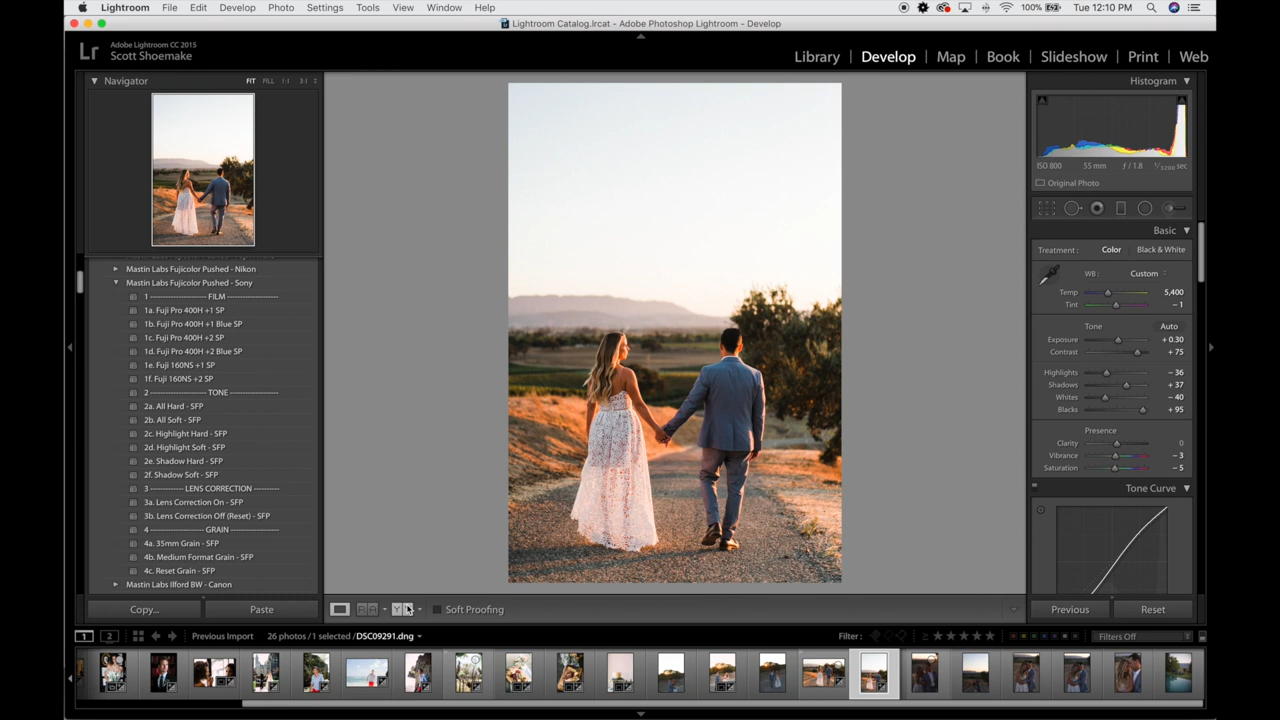 Lightroom File Edit Develop Photo Settings Tools View Window Help 100% Tue 12:10 PM
Lightroom Catalog.lrcat - Adobe Photoshop Lightroom - Develop
Lr Adobe Lightroom CC 2015
Scott Shoemake
Library | Develop | Map | Book | Slideshow | Print | Web
Navigator FIT FILL 1:1 3:1
Histogram
ISO 800 55 mm ƒ / 1.8 1/3200 sec
Original Photo
Basic
Treatment : Color Black & White
WB : Custom
Temp 5,400
Tint – 1
Tone Auto
Exposure + 0.30
Contrast + 75
Highlights – 36
Shadows + 37
Whites – 40
Blacks + 95
Presence
Clarity 0
Vibrance – 3
Saturation – 5
Tone Curve
Mastin Labs Fujicolor Pushed - Nikon
Mastin Labs Fujicolor Pushed - Sony
1 ---------------------- FILM ---------------------
1a. Fuji Pro 400H +1 SP
1b. Fuji Pro 400H +1 Blue SP
1c. Fuji Pro 400H +2 SP
1d. Fuji Pro 400H +2 Blue SP
1e. Fuji 160NS +1 SP
1f. Fuji 160NS +2 SP
2 --------------------- TONE --------------------
2a. All Hard - SFP
2b. All Soft - SFP
2c. Highlight Hard - SFP
2d. Highlight Soft - SFP
2e. Shadow Hard - SFP
2f. Shadow Soft - SFP
3 ------------ LENS CORRECTION ----------
3a. Lens Correction On - SFP
3b. Lens Correction Off (Reset) - SFP
4 --------------------- GRAIN -------------------
4a. 35mm Grain - SFP
4b. Medium Format Grain - SFP
4c. Reset Grain - SFP
Mastin Labs Ilford BW - Canon
Copy... Paste
Soft Proofing
Previous Reset
1 2 Previous Import 26 photos / 1 selected / DSC09291.dng Filter : Filters Off